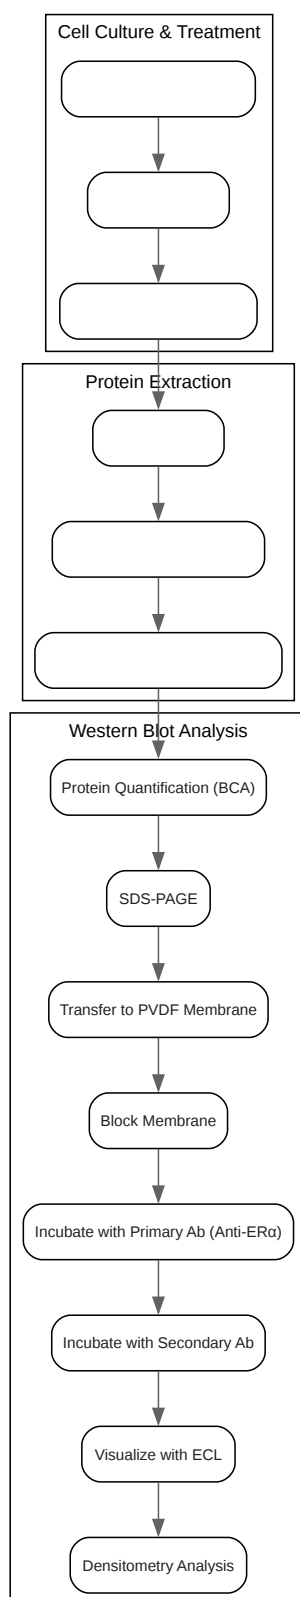 Cell Culture & Treatment
Protein Extraction
Western Blot Analysis
Protein Quantification (BCA)
SDS-PAGE
Transfer to PVDF Membrane
Block Membrane
Incubate with Primary Ab (Anti-ERα)
Incubate with Secondary Ab
Visualize with ECL
Densitometry Analysis